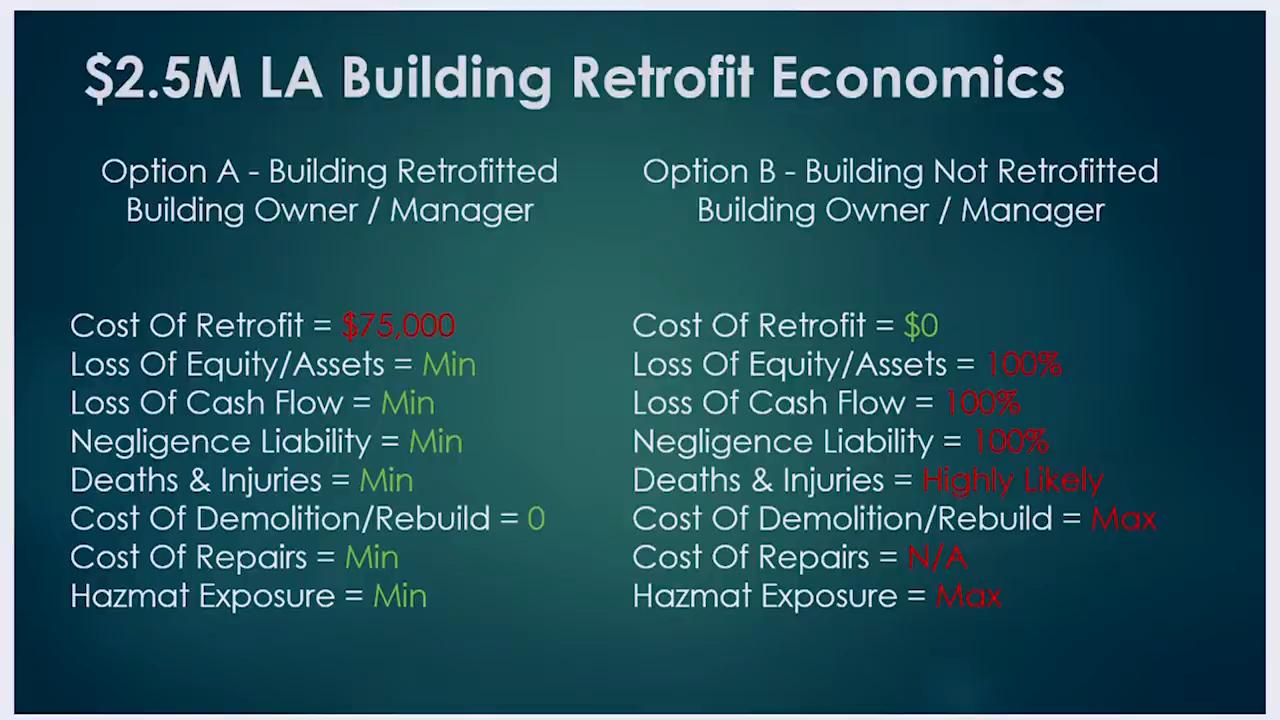 $2.5M LA Building Retrofit Economics
Option A - Building Retrofitted
Building Owner / Manager
Cost Of Retrofit = $75,000
Loss Of Equity/Assets = Min
Loss Of Cash Flow = Min
Negligence Liability = Min
Deaths & Injuries = Min
Cost Of Demolition/Rebuild = 0
Cost Of Repairs = Min
Hazmat Exposure = Min
Option B - Building Not Retrofitted
Building Owner / Manager
Cost Of Retrofit = $0
Loss Of Equity/Assets = 100%
Loss Of Cash Flow = 100%
Negligence Liability = 100%
Deaths & Injuries = Highly Likely
Cost Of Demolition/Rebuild = Max
Cost Of Repairs = N/A
Hazmat Exposure = Max